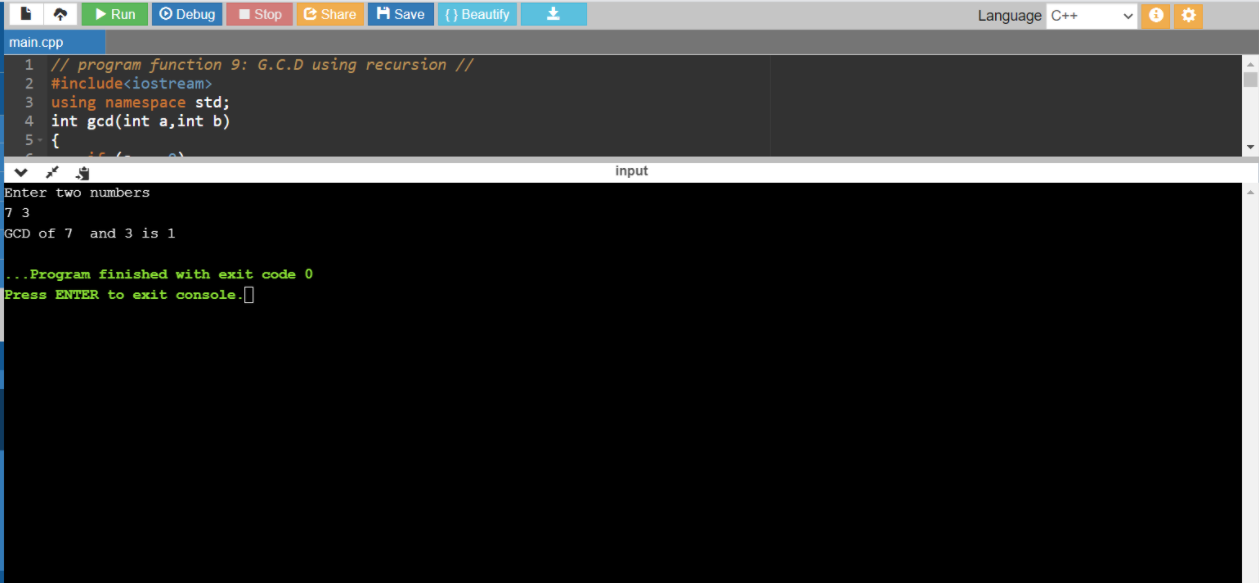 Run Debug Stop Share Save { } Beautify Language C++
main.cpp
1 // program function 9: G.C.D using recursion //
2 #include<iostream>
3 using namespace std;
4 int gcd(int a,int b)
5 {
input
Enter two numbers
7 3
GCD of 7  and 3 is 1
...Program finished with exit code 0
Press ENTER to exit console.